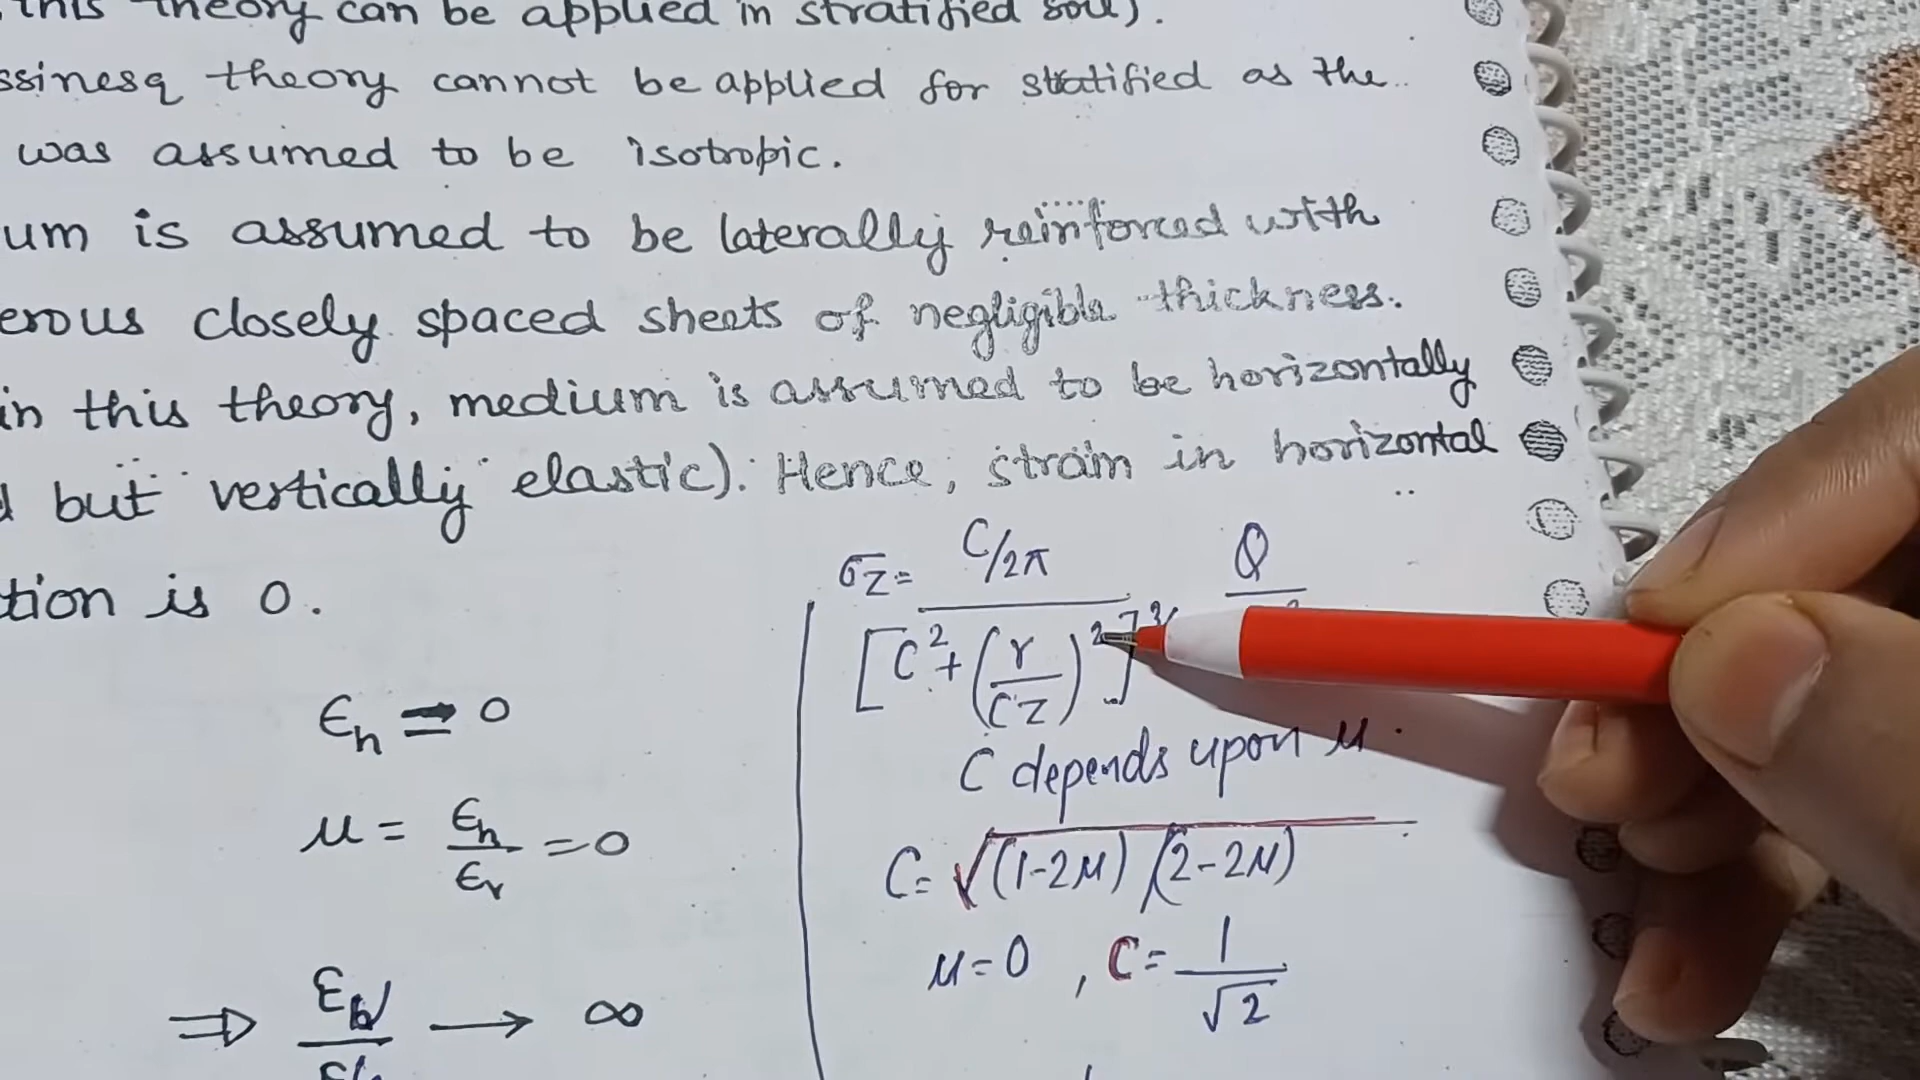 this theory can be applied in stratified soil).
ssinesq theory cannot be applied for stratified as the
was assumed to be isotropic.
um is assumed to be laterally reinforced with
erous closely spaced sheets of negligible thickness.
in this theory, medium is assumed to be horizontally
d but vertically elastic). Hence, strain in horizontal
tion is 0.
σz = C/2π Q
[C²+(r/CZ)²]
C depends upon μ.
C = √(1-2μ) (2-2μ)
μ=0 , C = 1/√2
εh = 0
μ = εh/εv = 0
⇒ → ∞